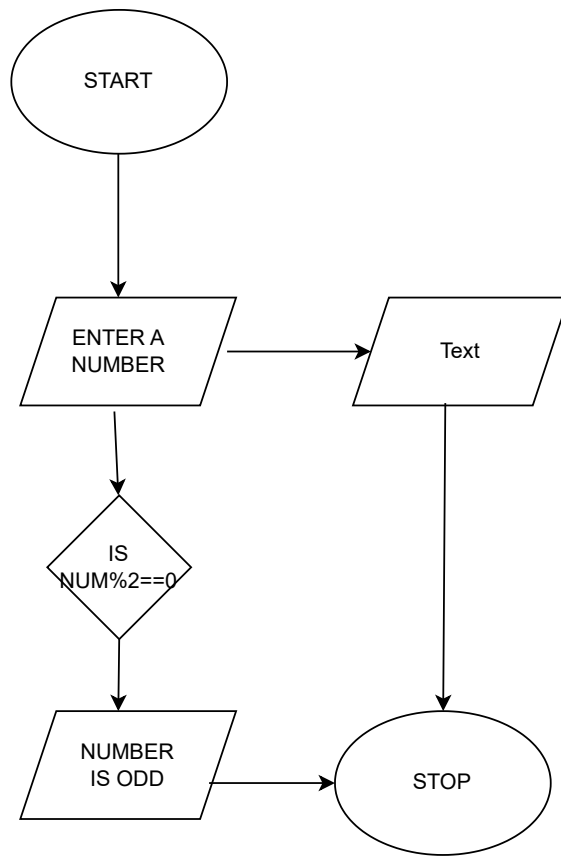 START
ENTER A
NUMBER
Text
IS
NUM%2==0
NUMBER
IS ODD
STOP